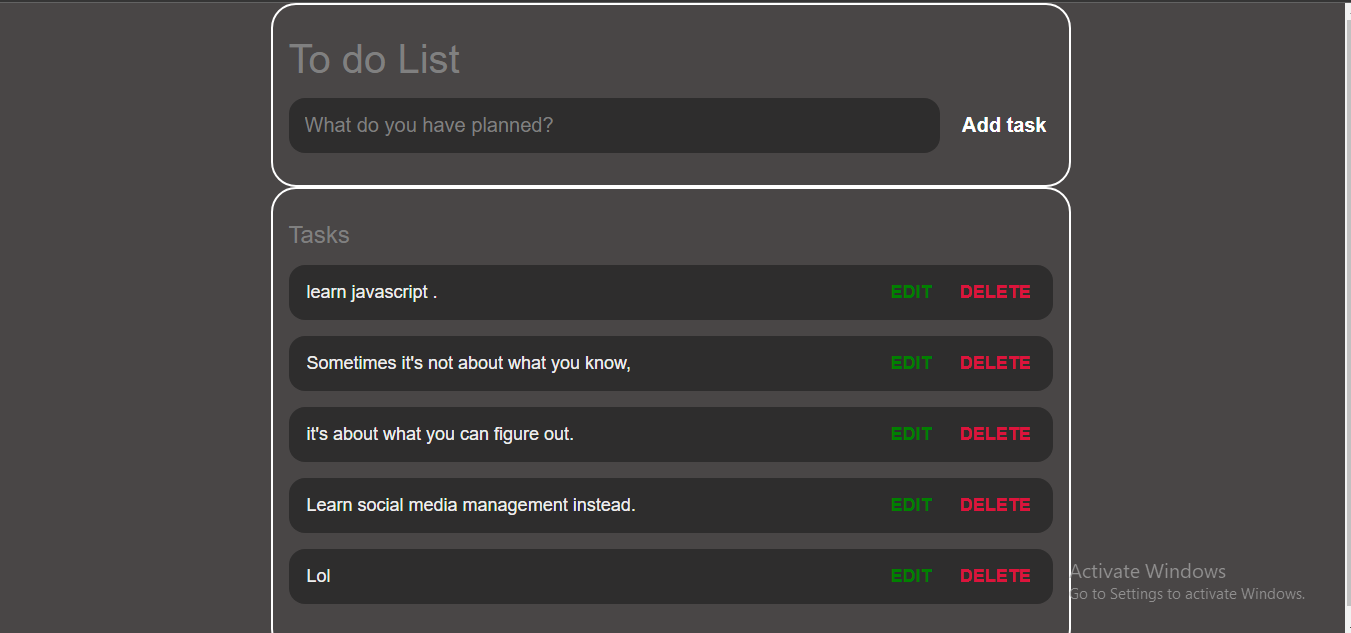 To do List
What do you have planned?
Add task
Tasks
learn javascript .
EDIT
DELETE
Sometimes it's not about what you know,
EDIT
DELETE
it's about what you can figure out.
EDIT
DELETE
Learn social media management instead.
EDIT
DELETE
Lol
EDIT
DELETE
Activate Windows
Go to Settings to activate Windows.